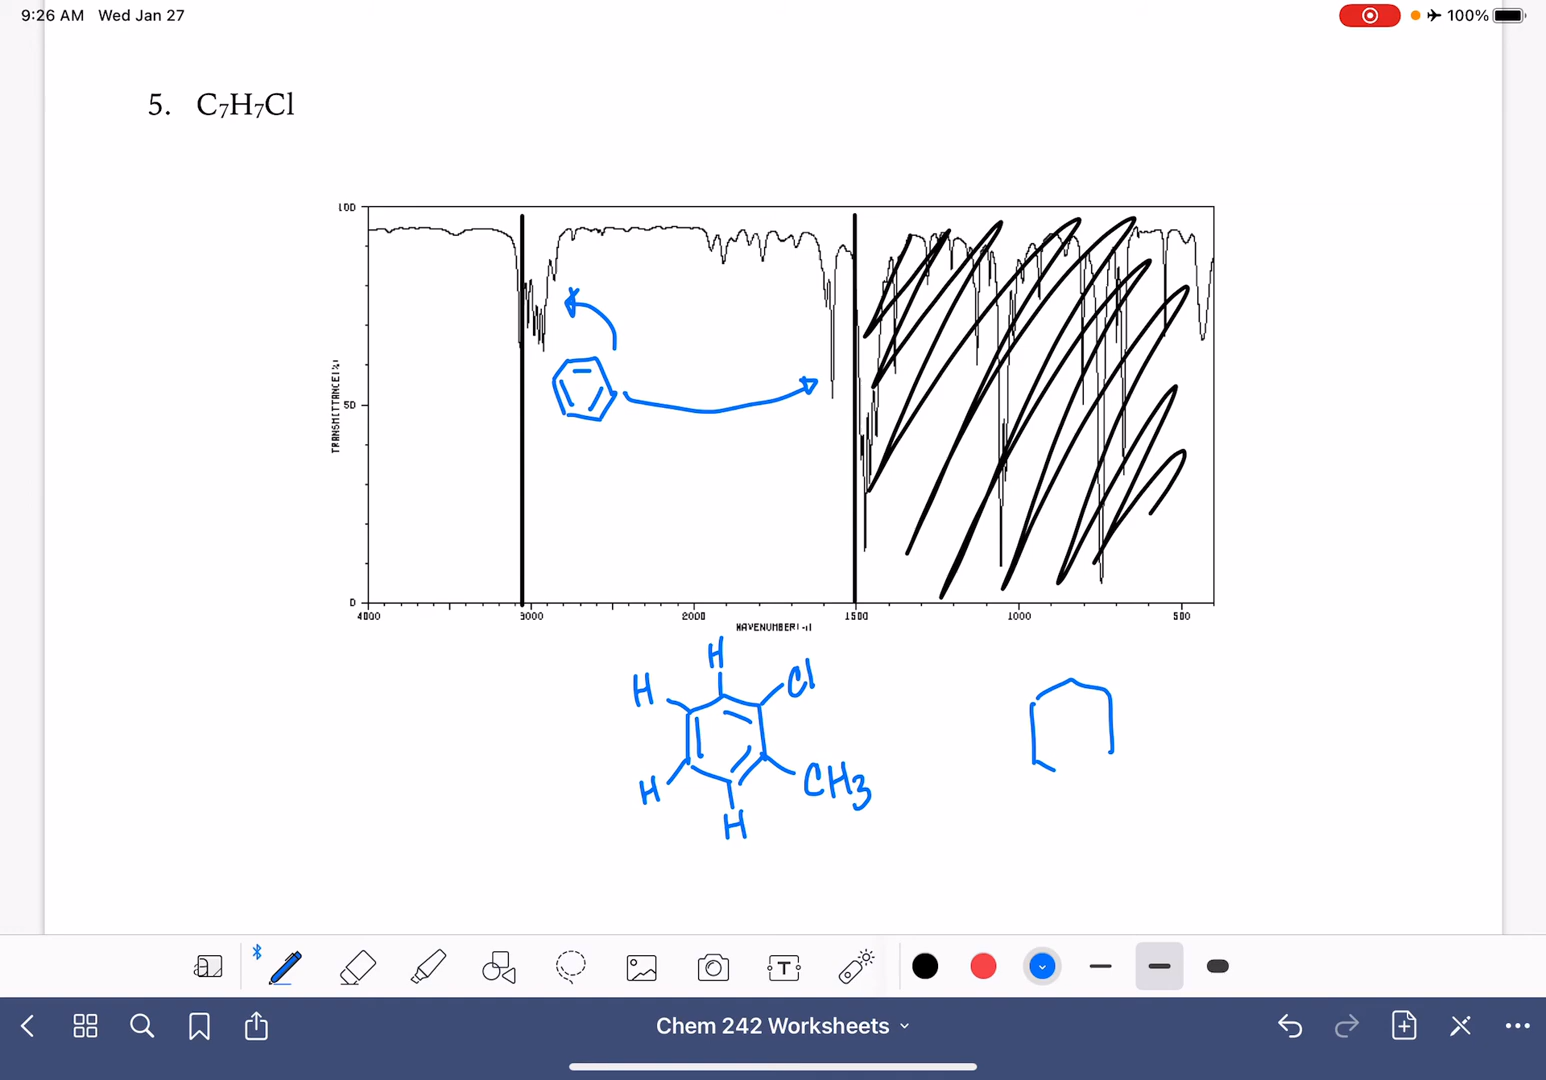 9:26 AM Wed Jan 27
100%
5. C₇H₇Cl
100
50
0
TRANSMITTANCE(%)
4000 3000 2000 1500 1000 500
WAVENUMBER(-1)
H
H
Cl
H
CH3
H
T
Chem 242 Worksheets